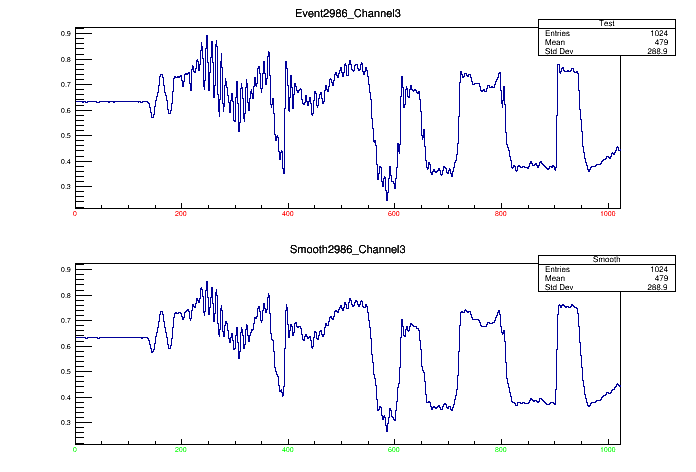 Event2986_Channel3
Test
Entries 1024
Mean 479
Std Dev 288.9
0.9
0.8
0.7
0.6
0.5
0.4
0.3
0 200 400 600 800 1000
Smooth2986_Channel3
Smooth
Entries 1024
Mean 479
Std Dev 288.9
0.9
0.8
0.7
0.6
0.5
0.4
0.3
0 200 400 600 800 1000